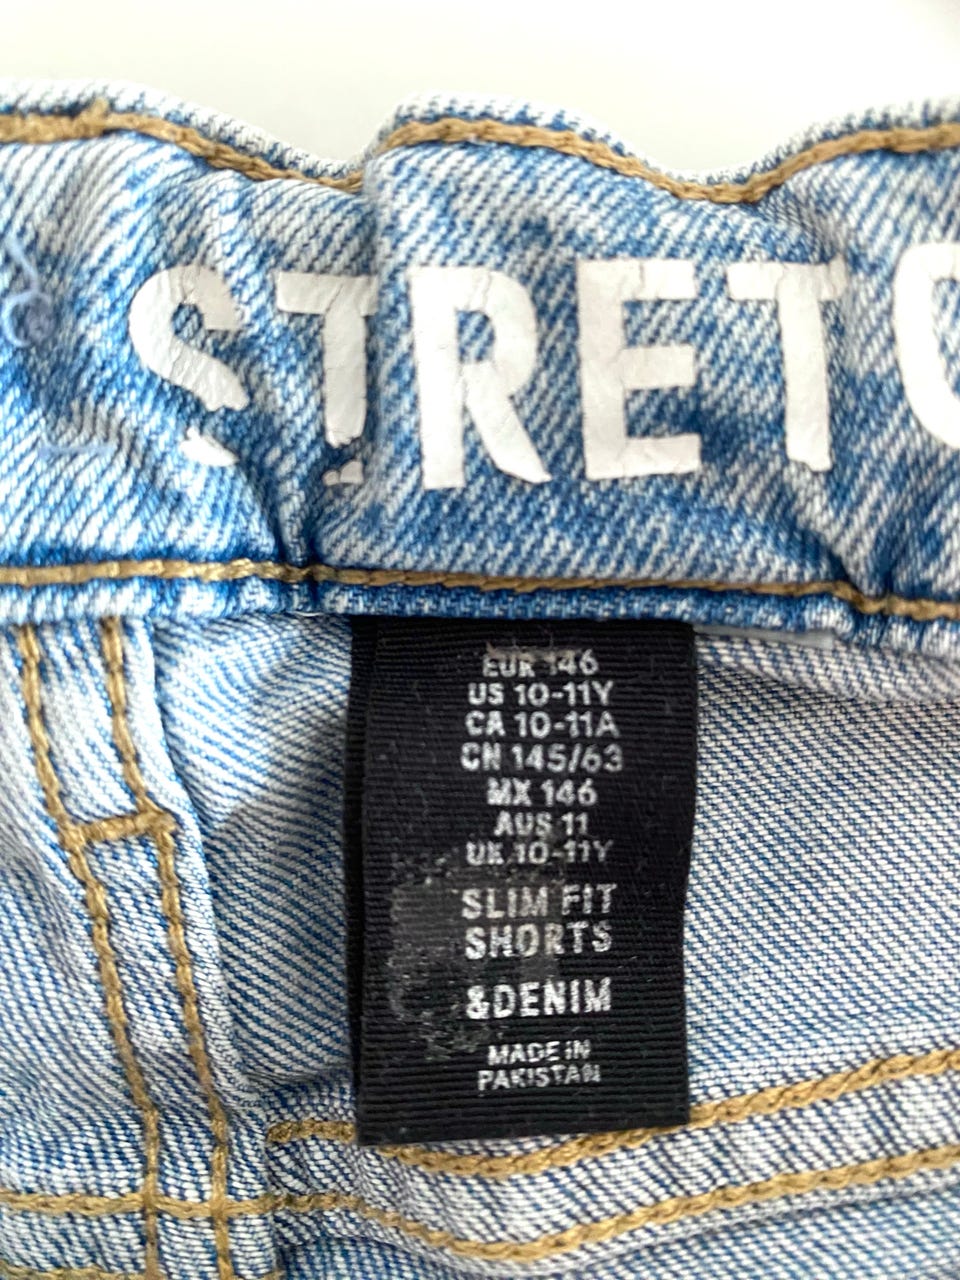 STRETC
EUR 146
US 10-11Y
CA 10-11A
CN 145/63
MX 146
AUS 11
UK 10-11Y
SLIM FIT
SHORTS
&DENIM
MADE IN
PAKISTAN